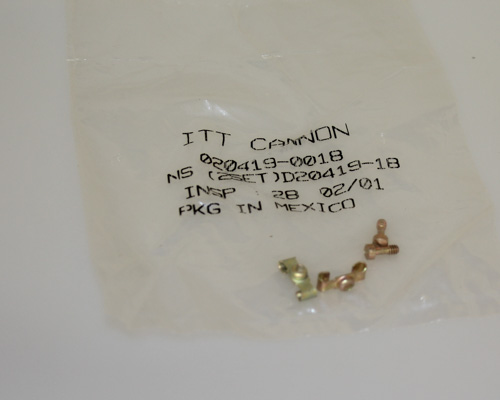 ITT CANNON
020419-0018
NS (2SET)D20419-18
INSP 28 02/01
PKG IN MEXICO